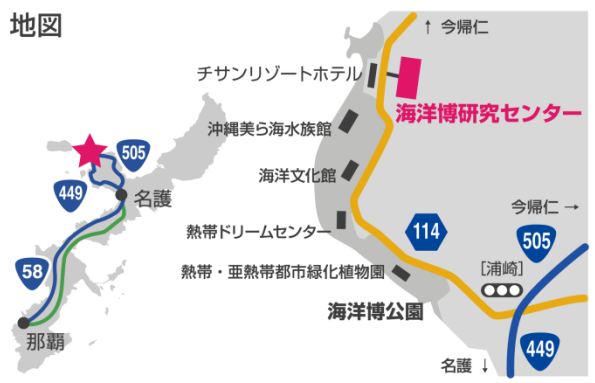 地図
↑ 今帰仁
チサンリゾートホテル
海洋博研究センター
沖縄美ら海水族館
海洋文化館
熱帯ドリームセンター
熱帯・亜熱帯都市緑化植物園
海洋博公園
114
今帰仁 →
505
[浦崎]
449
名護 ↓
505
449
名護
58
那覇